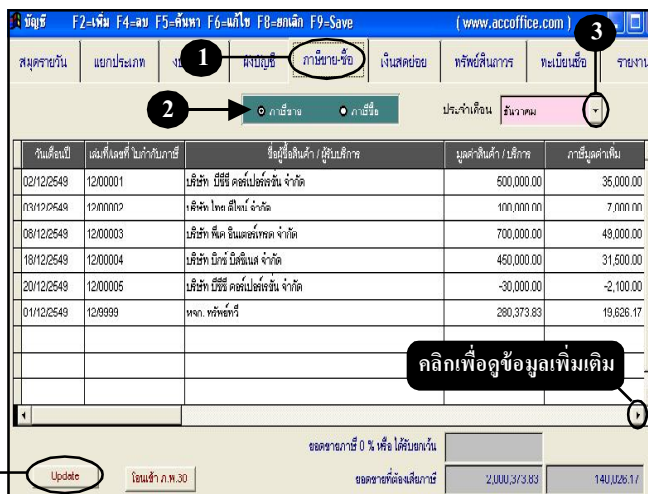 บัญชี F2=เพิ่ม F4=ลบ F5=ค้นหา F6=แก้ไข F8=ยกเลิก F9=Save ( www.accoffice.com )
3
1
สมุดรายวัน แยกประเภท ผังบัญชี ภาษีขาย-ซื้อ เงินสดย่อย ทรัพย์สินถาวร ทะเบียนชื่อ รายงาน
2
ภาษีขาย ภาษีซื้อ ประจำเดือน ธันวาคม
วันเดือนปี เล่มที่เลขที่ ใบกำกับภาษี ชื่อผู้ซื้อสินค้า / ผู้รับบริการ มูลค่าสินค้า / บริการ ภาษีมูลค่าเพิ่ม
02/12/2549 12/00001 บริษัท บีซีซี คอร์ปอร์เรชั่น จำกัด 500,000.00 35,000.00
03/12/2549 12/00002 บริษัท ไทย ดีไซน์ จำกัด 100,000.00 7,000.00
08/12/2549 12/00003 บริษัท พีเค อินเตอร์เทรด จำกัด 700,000.00 49,000.00
18/12/2549 12/00004 บริษัท บิกซ์ บิสซิเนส จำกัด 450,000.00 31,500.00
20/12/2549 12/00005 บริษัท บีซีซี คอร์ปอร์เรชั่น จำกัด -30,000.00 -2,100.00
01/12/2549 12/9999 หจก. ทรัพย์ทวี 280,373.83 19,626.17
คลิกเพื่อดูข้อมูลเพิ่มเติม
ยอดขายภาษี 0 % หรือ ได้รับยกเว้น
Update โอนเข้า ภ.พ.30 ยอดขายที่ต้องเสียภาษี 2,000,373.83 140,026.17